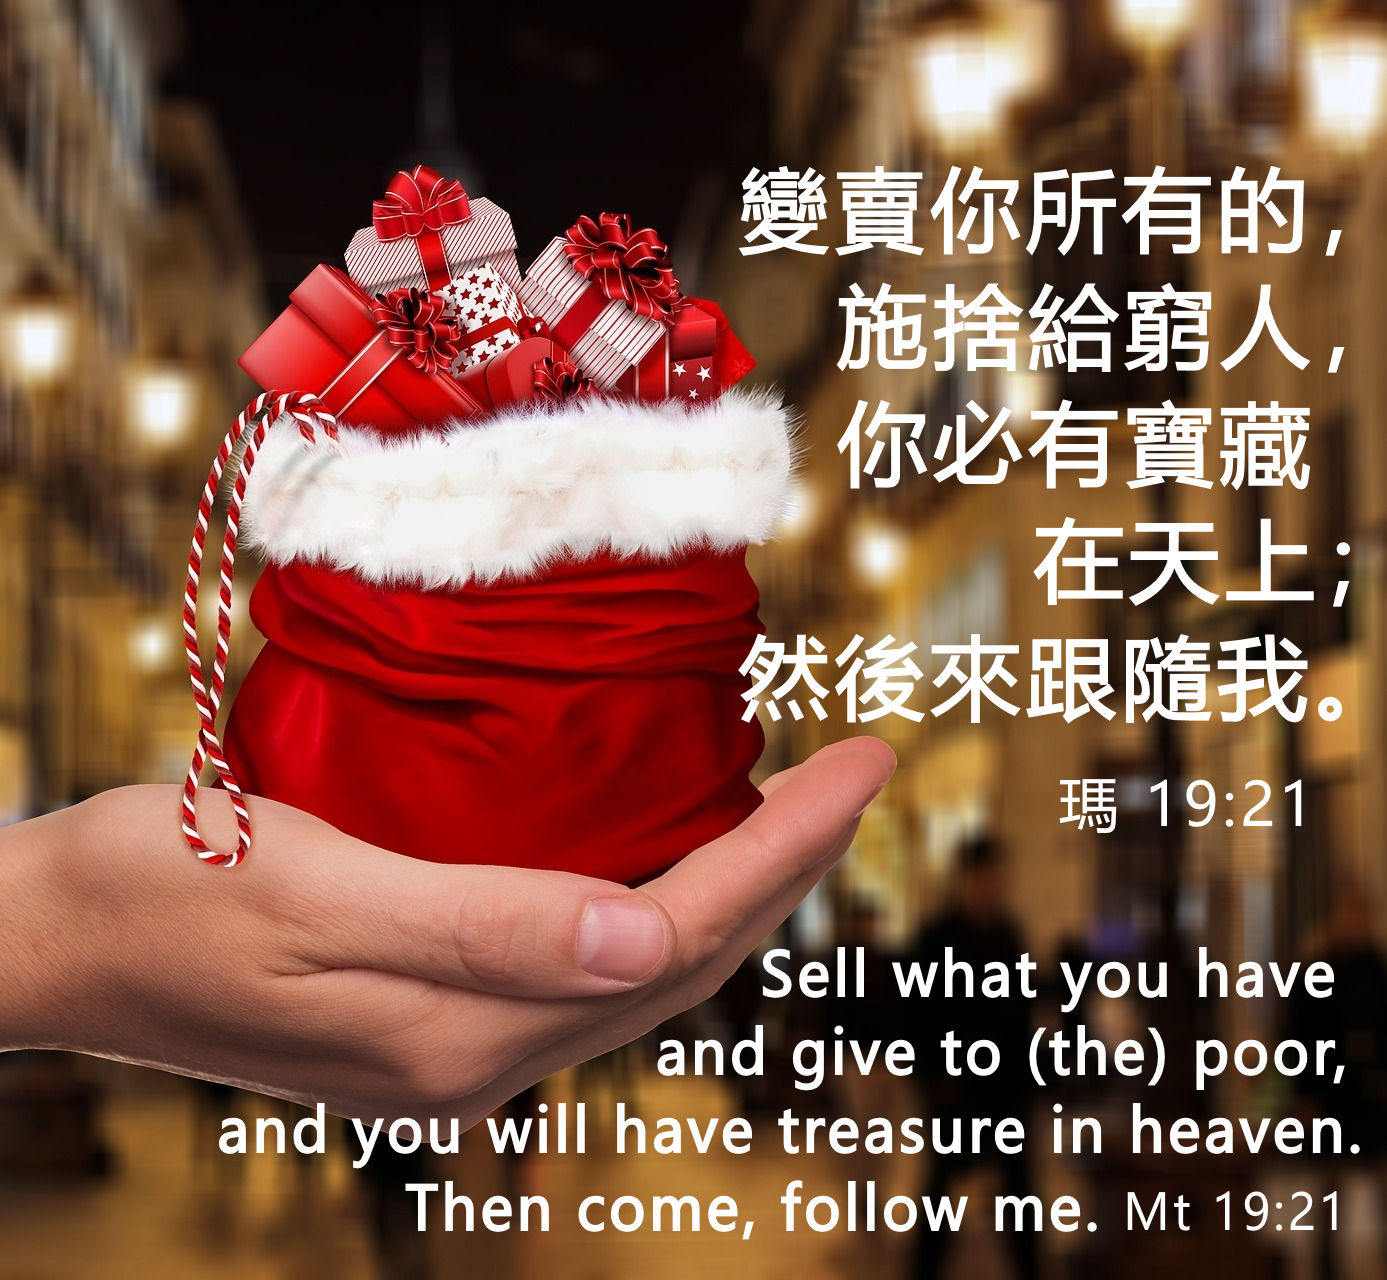 變賣你所有的，
施捨給窮人，
你必有寶藏
在天上；
然後來跟隨我。
瑪 19:21
Sell what you have
and give to (the) poor,
and you will have treasure in heaven.
Then come, follow me. Mt 19:21